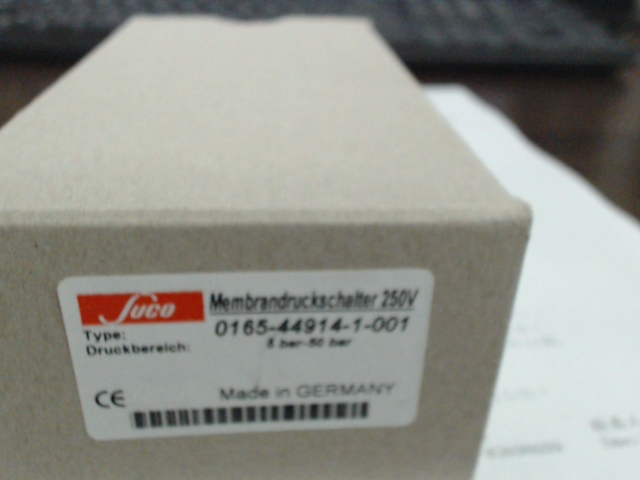 Suco Membrandruckschalter 250V
Type: 0165-44914-1-001
Druckbereich: 5 bar-50 bar
CE Made in GERMANY